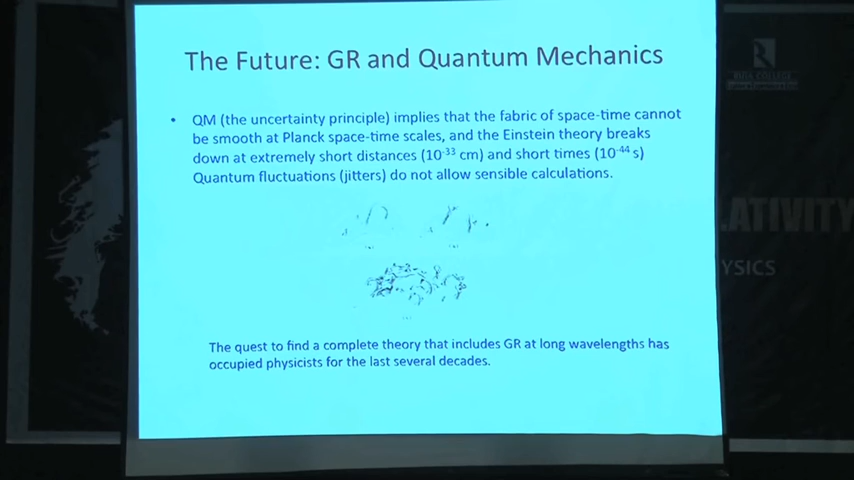 The Future: GR and Quantum Mechanics
• QM (the uncertainty principle) implies that the fabric of space-time cannot
be smooth at Planck space-time scales, and the Einstein theory breaks
down at extremely short distances (10⁻³³ cm) and short times (10⁻⁴⁴ s)
Quantum fluctuations (jitters) do not allow sensible calculations.
The quest to find a complete theory that includes GR at long wavelengths has
occupied physicists for the last several decades.
LATIVITY
YSICS